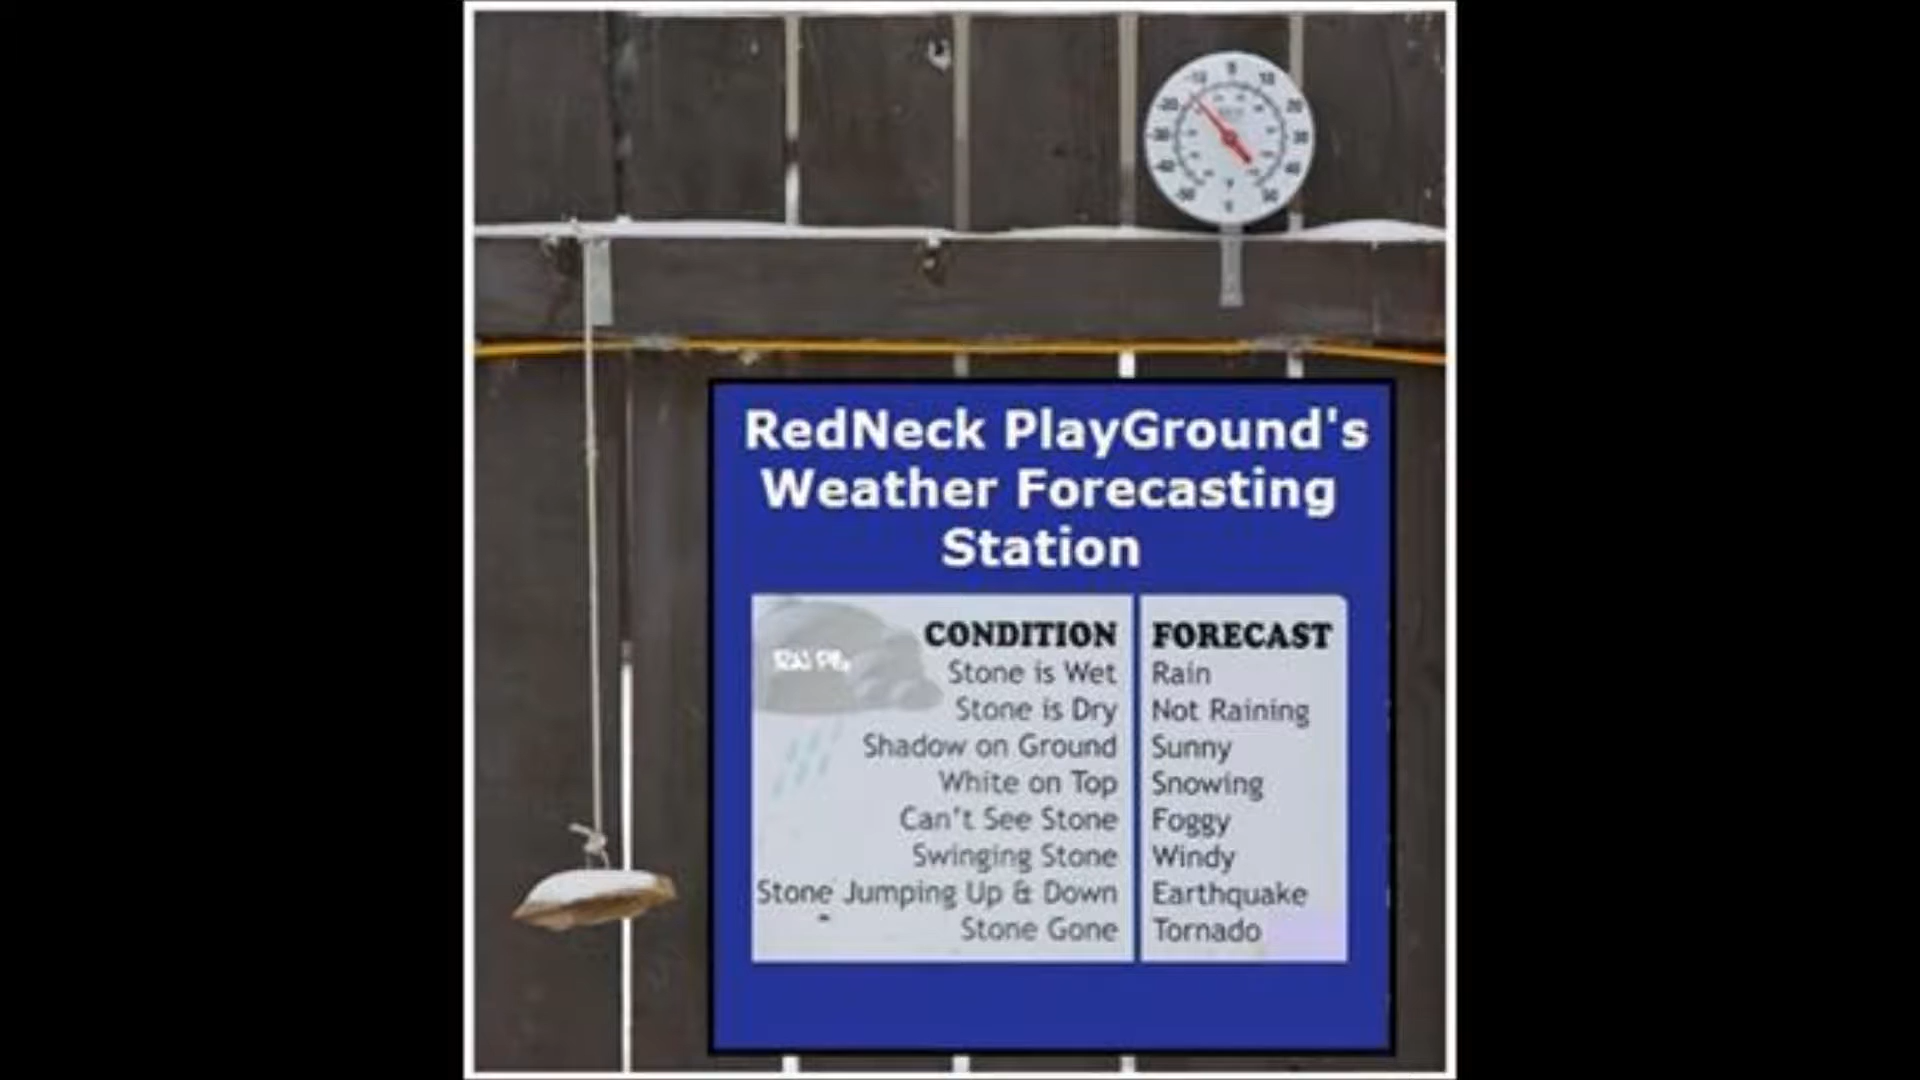 RedNeck PlayGround's
Weather Forecasting
Station
CONDITION FORECAST
Stone is Wet Rain
Stone is Dry Not Raining
Shadow on Ground Sunny
White on Top Snowing
Can't See Stone Foggy
Swinging Stone Windy
Stone Jumping Up & Down Earthquake
Stone Gone Tornado